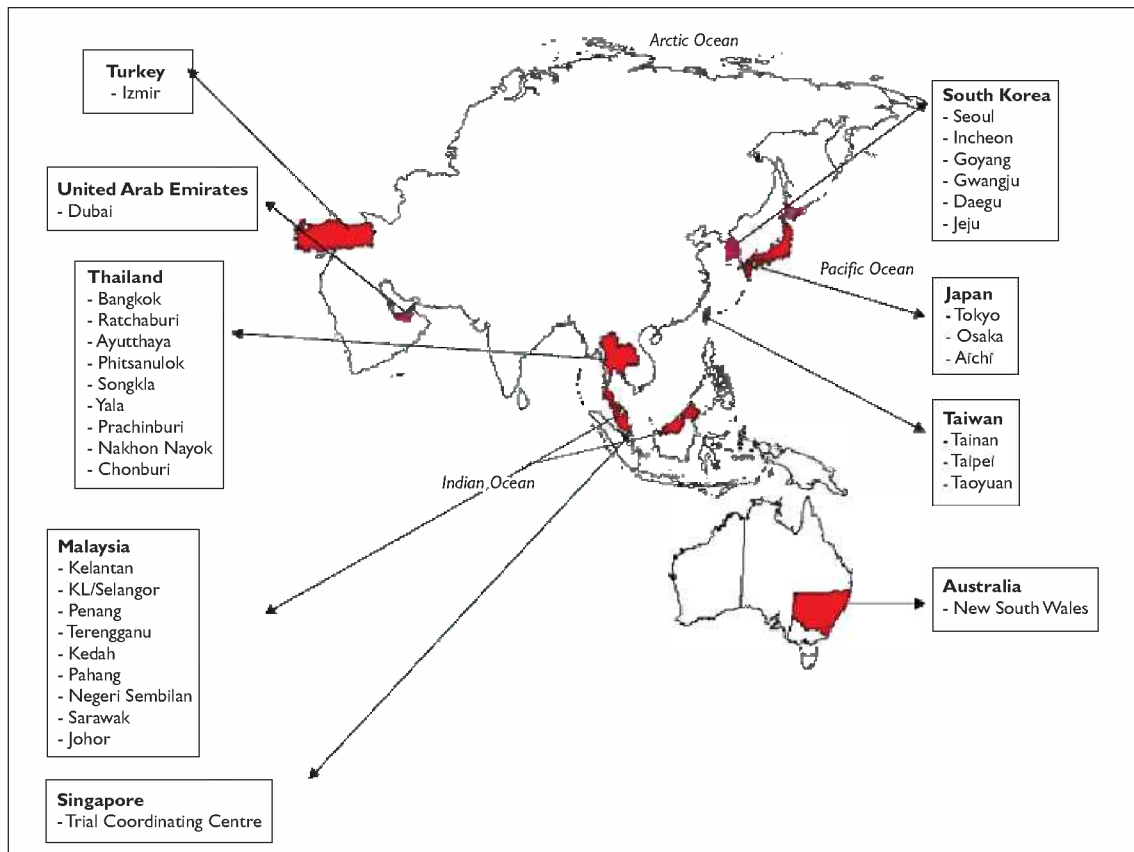 Arctic Ocean
Turkey
- Izmir
South Korea
- Seoul
- Incheon
- Goyang
- Gwangju
- Daegu
- Jeju
United Arab Emirates
- Dubai
Thailand
- Bangkok
- Ratchaburi
- Ayutthaya
- Phitsanulok
- Songkla
- Yala
- Prachinburi
- Nakhon Nayok
- Chonburi
Pacific Ocean
Japan
- Tokyo
- Osaka
- Aichi
Taiwan
- Tainan
- Taipei
- Taoyuan
Indian Ocean
Malaysia
- Kelantan
- KL/Selangor
- Penang
- Terengganu
- Kedah
- Pahang
- Negeri Sembilan
- Sarawak
- Johor
Australia
- New South Wales
Singapore
- Trial Coordinating Centre